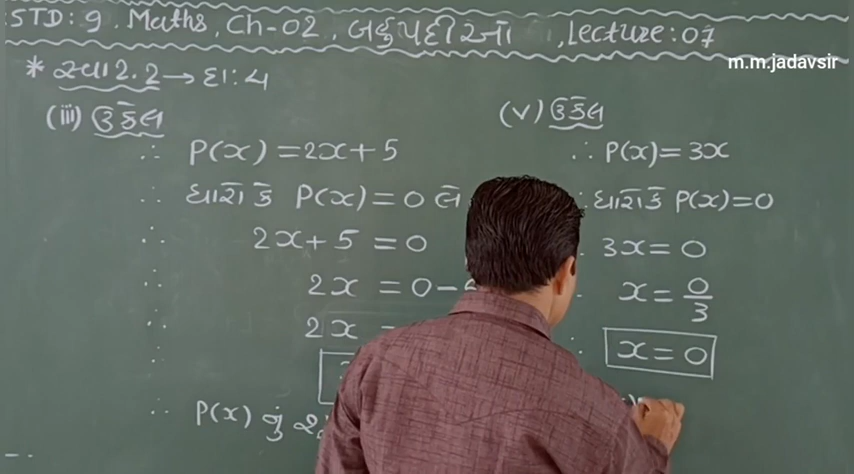 STD: 9. Maths, Ch-02, બહુપદીઓ, Lecture: 07
m.m.jadavsir
* સ્વા 2.2 → દા: 4
(iii) ઉકેલ
∴ P(x) = 2x + 5
∴ ધારો કે P(x) = 0 લે
∴ 2x + 5 = 0
∴ 2x = 0 -
∴ 2x =
∴
∴ P(x) નું
(v) ઉકેલ
∴ P(x) = 3x
∴ ધારો કે P(x) = 0
3x = 0
∴ x = 0/3
∴ x = 0